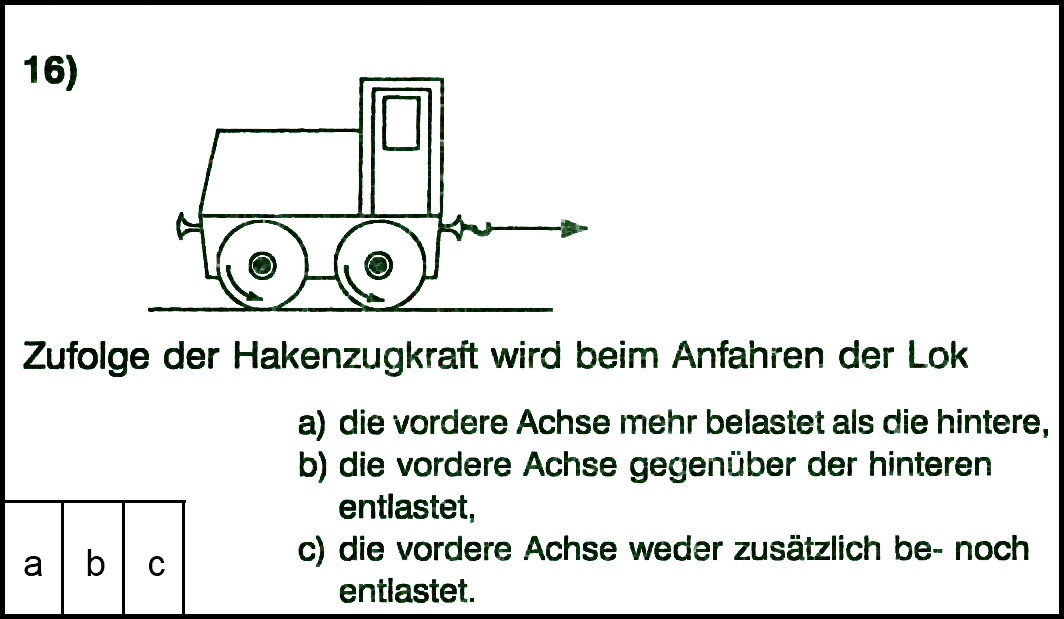 16)
Zufolge der Hakenzugkraft wird beim Anfahren der Lok
a) die vordere Achse mehr belastet als die hintere,
b) die vordere Achse gegenüber der hinteren
entlastet,
c) die vordere Achse weder zusätzlich be- noch
entlastet.
a b c